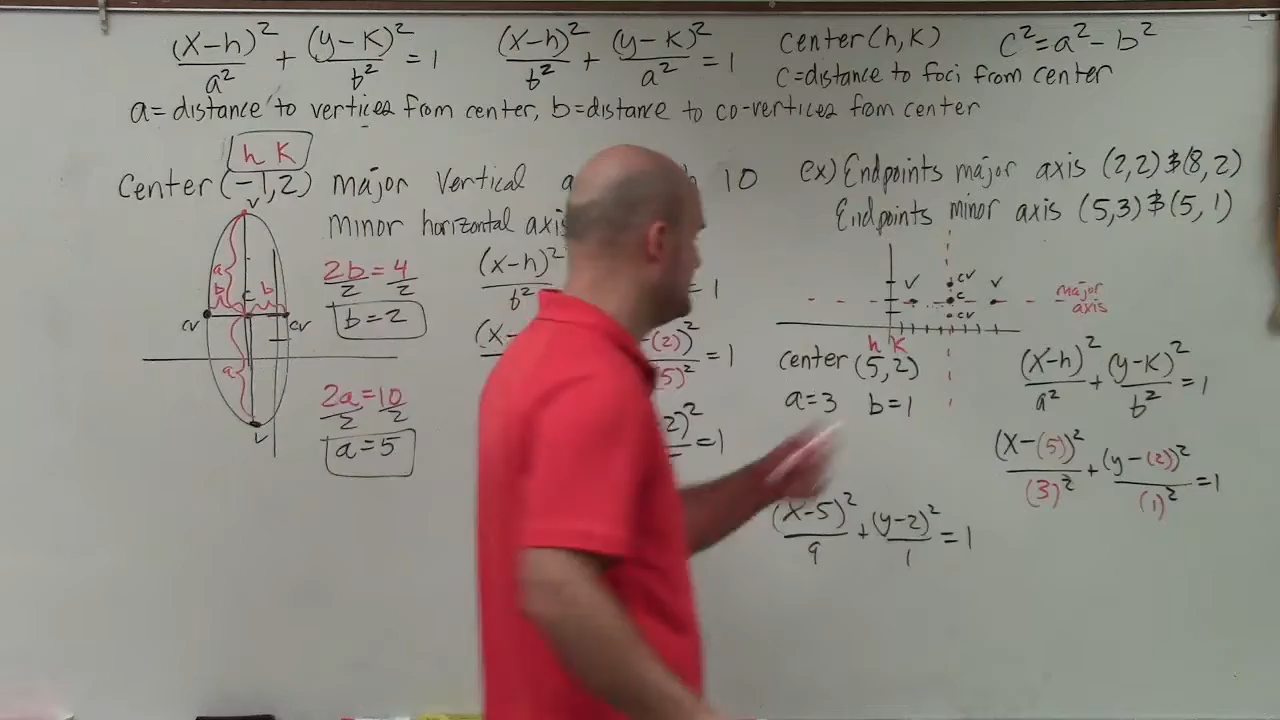 (x-h)²/a² + (y-k)²/b² = 1   (x-h)²/b² + (y-k)²/a² = 1   center(h,k)   c²=a²-b²
c=distance to foci from center
a=distance to vertices from center, b=distance to co-vertices from center
h k
center(-1,2) major vertical 10
minor horizontal axis
v
a
b b
c
cv cv
a
v
2b=4
2 2
b=2
2a=10
2 2
a=5
(x-h)²
b²
=1
(2))²
=1
5)²
2)²
=1
ex) Endpoints major axis (2,2) & (8,2)
Endpoints minor axis (5,3) & (5,1)
v cv v
c
cv
major
axis
h k
center (5,2)
a=3 b=1
(x-h)²/a² + (y-k)²/b² = 1
(x-(5))²/(3)² + (y-(2))²/(1)² = 1
(x-5)²/9 + (y-2)²/1 = 1